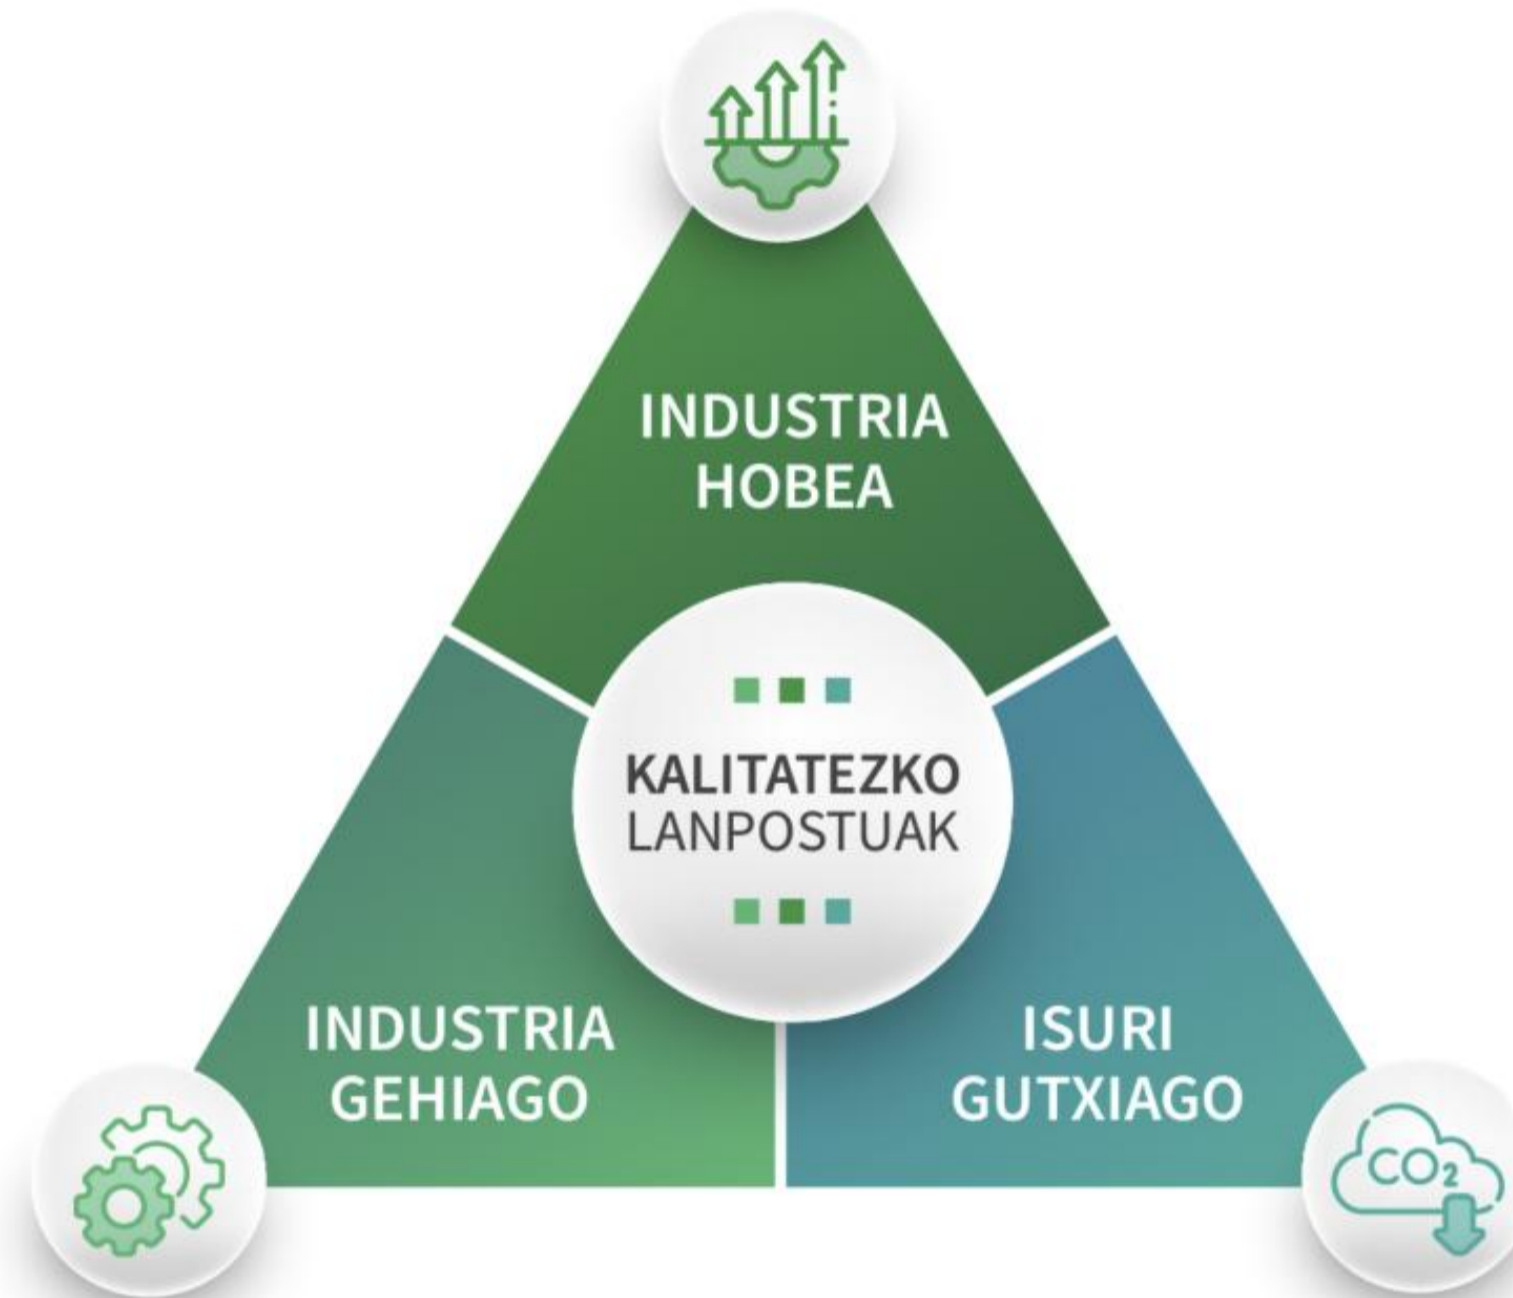 INDUSTRIA
HOBEA
KALITATEZKO
LANPOSTUAK
INDUSTRIA
GEHIAGO
ISURI
GUTXIAGO
CO₂